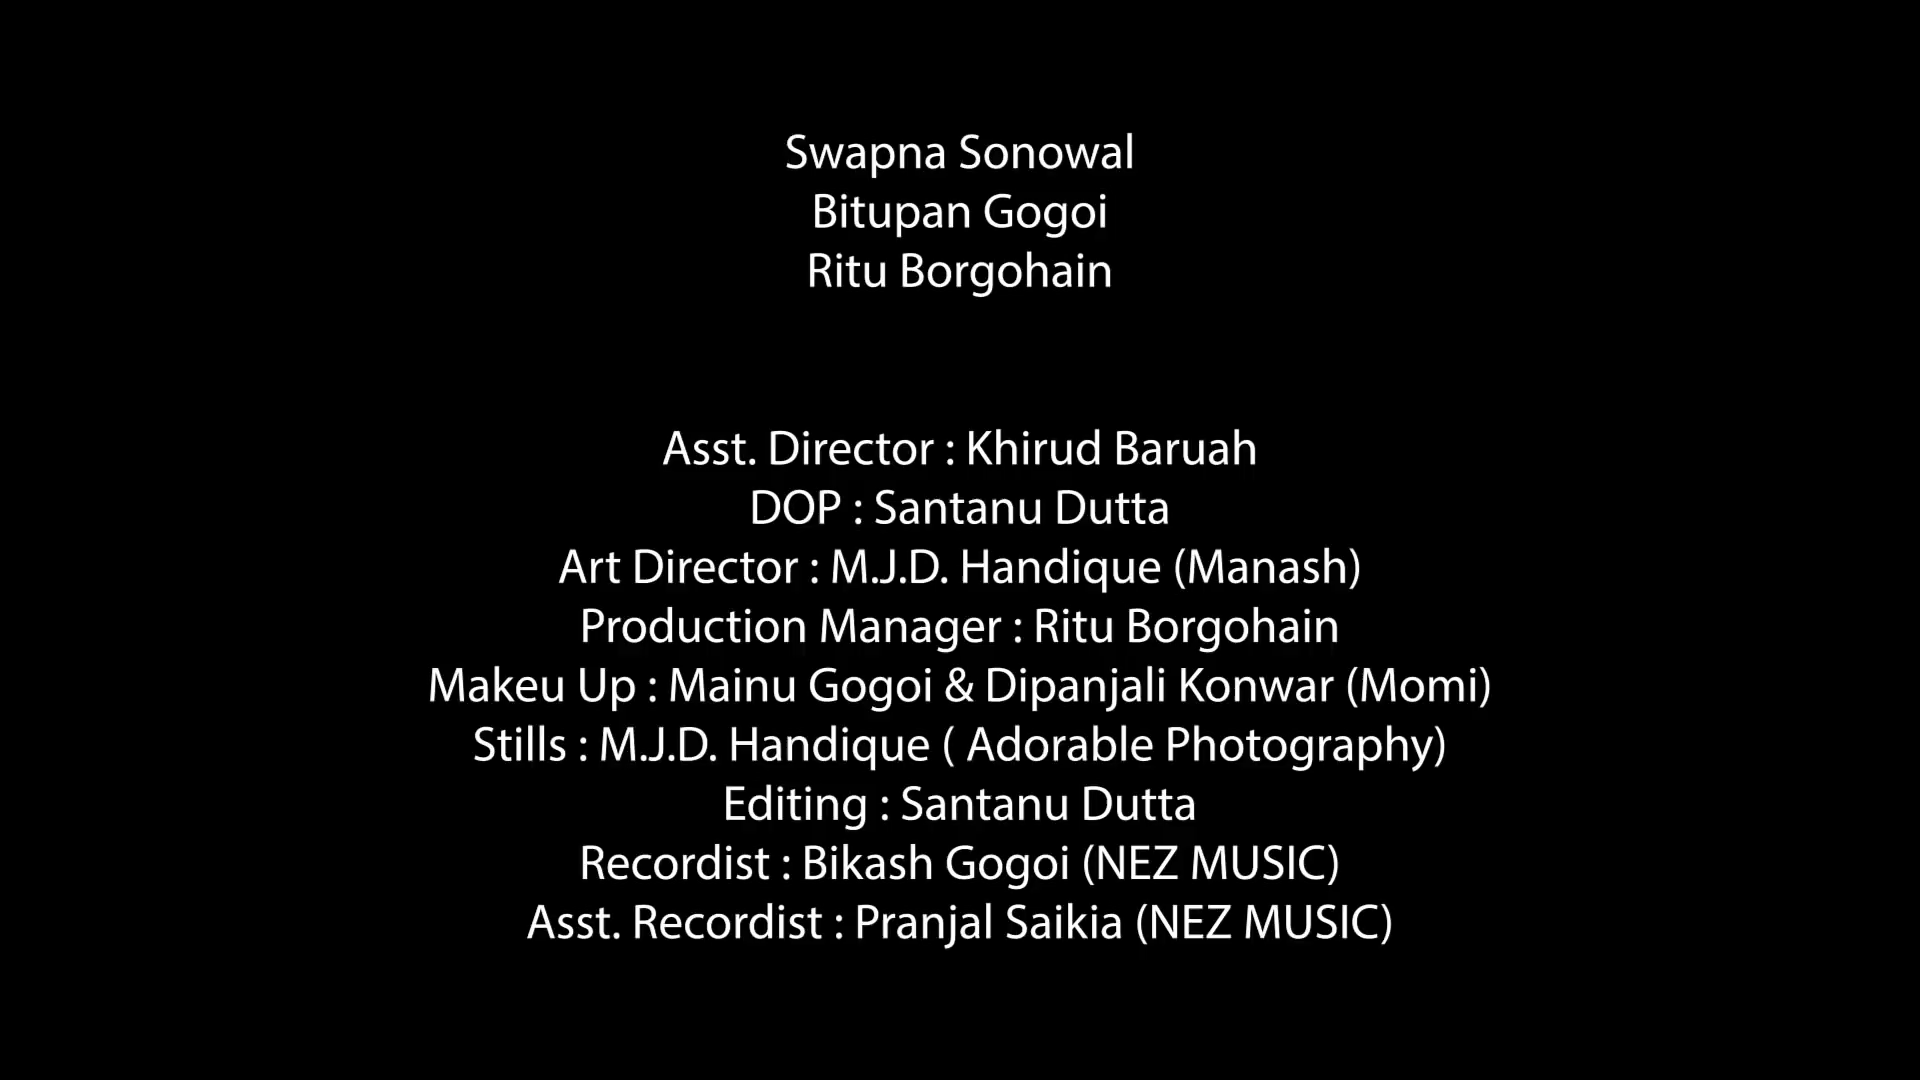 Swapna Sonowal
Bitupan Gogoi
Ritu Borgohain
Asst. Director : Khirud Baruah
DOP : Santanu Dutta
Art Director : M.J.D. Handique (Manash)
Production Manager : Ritu Borgohain
Makeu Up : Mainu Gogoi & Dipanjali Konwar (Momi)
Stills : M.J.D. Handique ( Adorable Photography)
Editing : Santanu Dutta
Recordist : Bikash Gogoi (NEZ MUSIC)
Asst. Recordist : Pranjal Saikia (NEZ MUSIC)